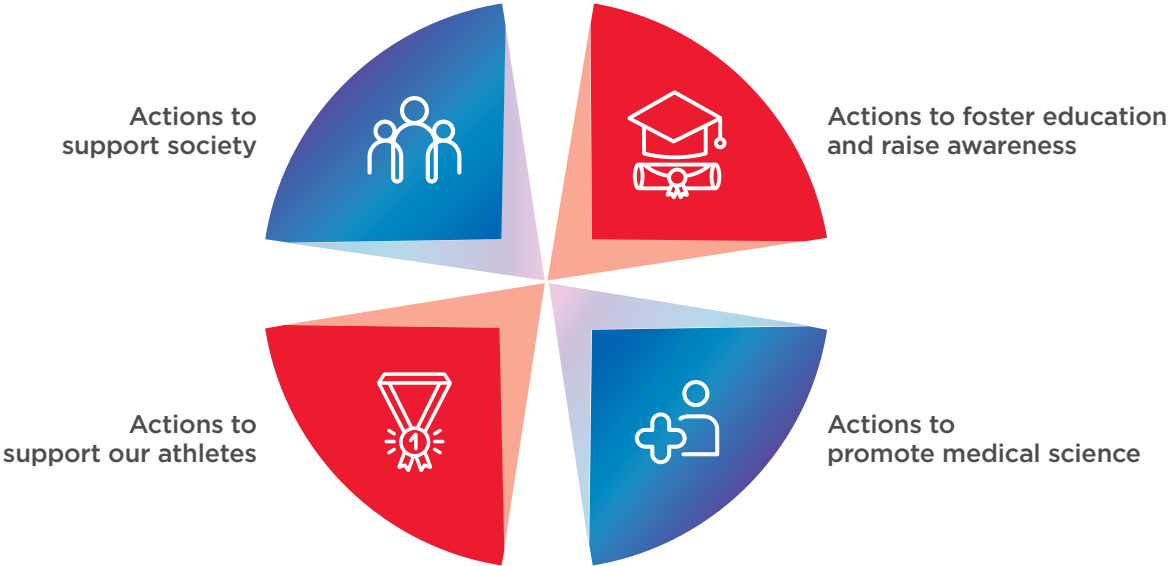 Actions to
support society
Actions to foster education
and raise awareness
Actions to
support our athletes
1
Actions to
promote medical science